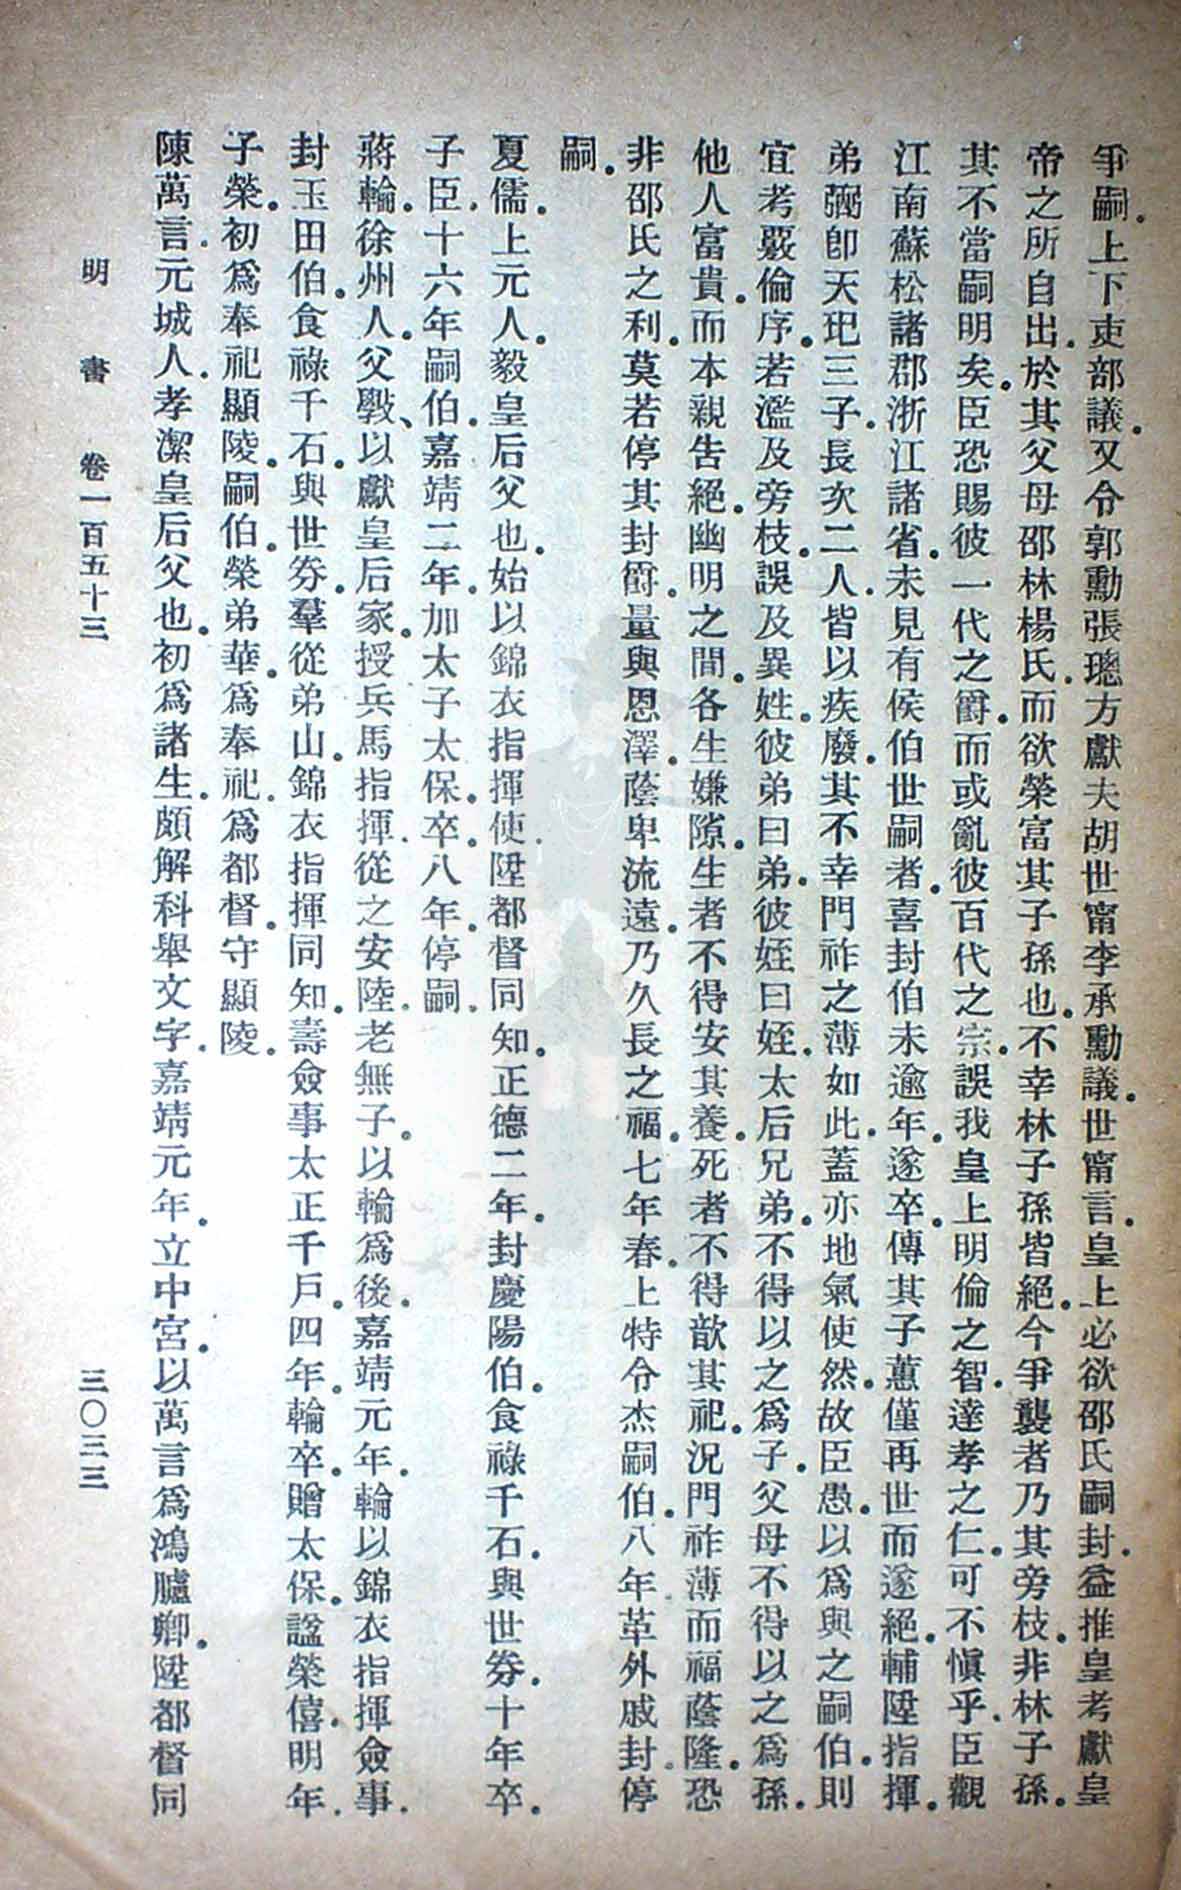 爭嗣。上下吏部議。又令郭勳張璁方獻夫胡世甯李承勳議。世甯言。皇上必欲邵氏嗣封。益推皇考獻皇
帝之所自出。於其父母邵林楊氏。而欲榮富其子孫也。不幸林子孫皆絕。今爭襲者乃其旁枝。非林子孫。
其不當嗣明矣。臣恐賜彼一代之爵。而或亂彼百代之宗。誤我皇上明倫之智。達孝之仁。可不愼乎。臣觀
江南蘇松諸郡浙江諸省。未見有侯伯世嗣者。喜封伯未逾年。遂卒。傳其子蕙僅再世而遂絕。輔陞指揮。
弟彌卽天玘三子。長次二人。皆以疾廢。其不幸門祚之薄如此。蓋亦地氣使然。故臣愚。以爲與之嗣伯。則
宜考覈倫序。若濫及旁枝。誤及異姓。彼弟曰弟。彼姪曰姪。太后兄弟。不得以之爲子。父母不得以之爲孫。
他人富貴。而本親告絕。幽明之間。各生嫌隙。生者不得安其養。死者不得歆其祀。況門祚薄而福蔭隆。恐
非邵氏之利。莫若停其封爵。量與恩澤。蔭卑流遠。乃久長之福。七年春。上特令杰嗣伯。八年革外戚封。停
嗣。
夏儒。上元人。毅皇后父也。始以錦衣指揮使。陞都督同知。正德二年。封慶陽伯。食祿千石。與世券。十年卒。
子臣。十六年嗣伯。嘉靖二年。加太子太保。卒。八年。停嗣。
蔣輪。徐州人。父斅、以獻皇后家。授兵馬指揮。從之安陸。老無子。以輪爲後。嘉靖元年。輪以錦衣指揮僉事。
封玉田伯。食祿千石。與世券。羣從弟山。錦衣指揮同知。壽僉事太正千戶。四年。輪卒。贈太保。諡榮僖。明年。
子榮。初爲奉祀顯陵。嗣伯。榮弟華。爲奉祀。爲都督。守顯陵。
陳萬言。元城人。孝潔皇后父也。初爲諸生。頗解科舉文字。嘉靖元年。立中宮。以萬言爲鴻臚卿。陞都督同
明書 卷一百五十三 三〇三三